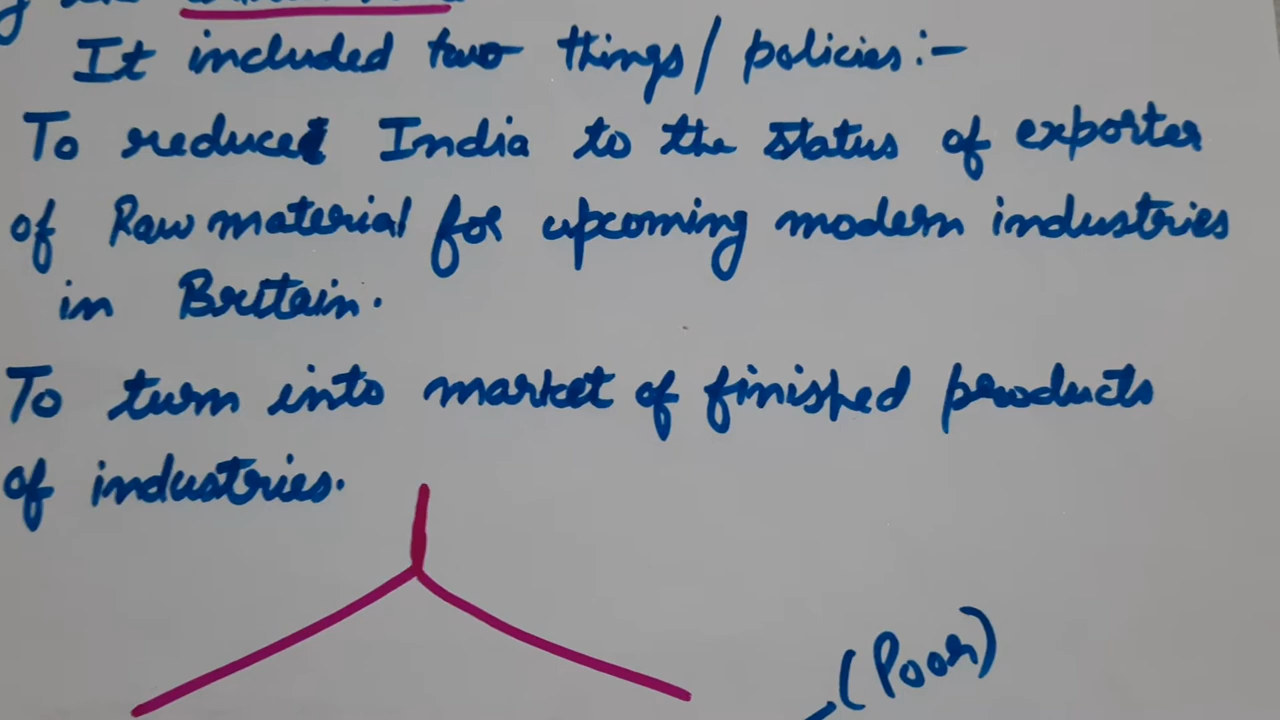 It included two things/ policies:-
To reduce India to the status of exporter
of Raw material for upcoming modern industries
in Britain.
To turn into market of finished products
of industries.
(Poor)